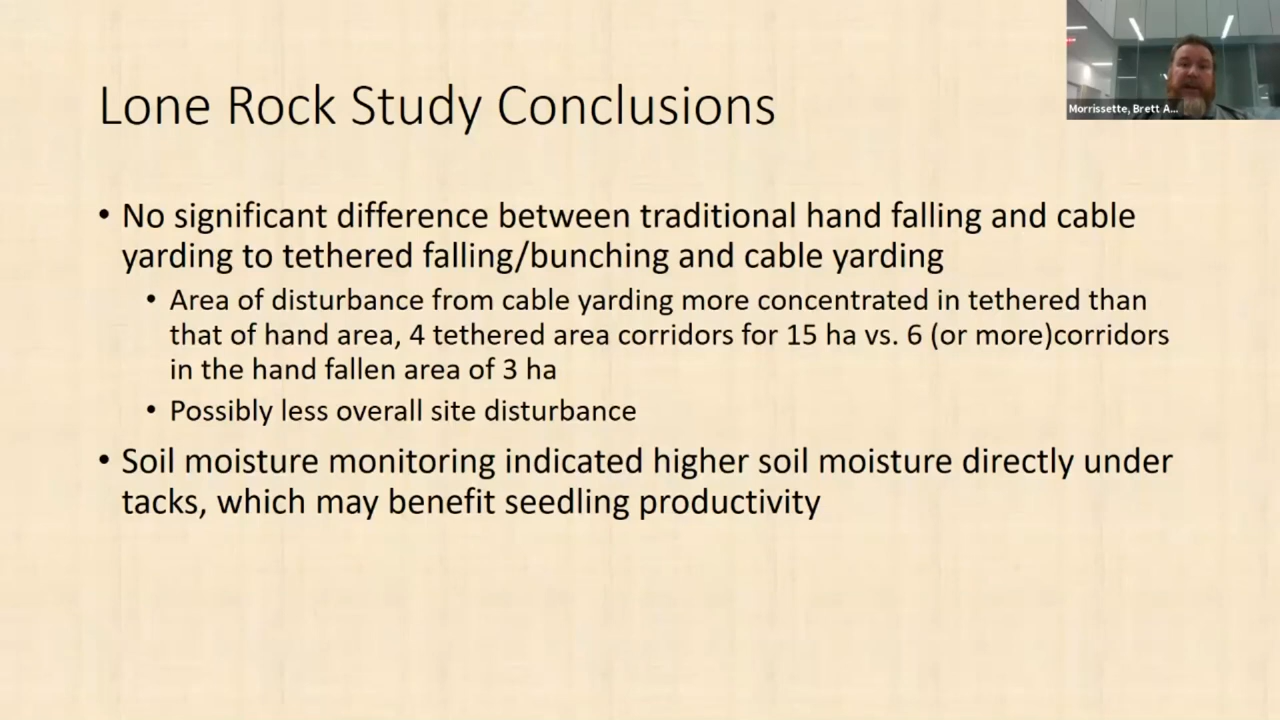 Morrissette, Brett A...
Lone Rock Study Conclusions
• No significant difference between traditional hand falling and cable
yarding to tethered falling/bunching and cable yarding
• Area of disturbance from cable yarding more concentrated in tethered than
that of hand area, 4 tethered area corridors for 15 ha vs. 6 (or more)corridors
in the hand fallen area of 3 ha
• Possibly less overall site disturbance
• Soil moisture monitoring indicated higher soil moisture directly under
tacks, which may benefit seedling productivity